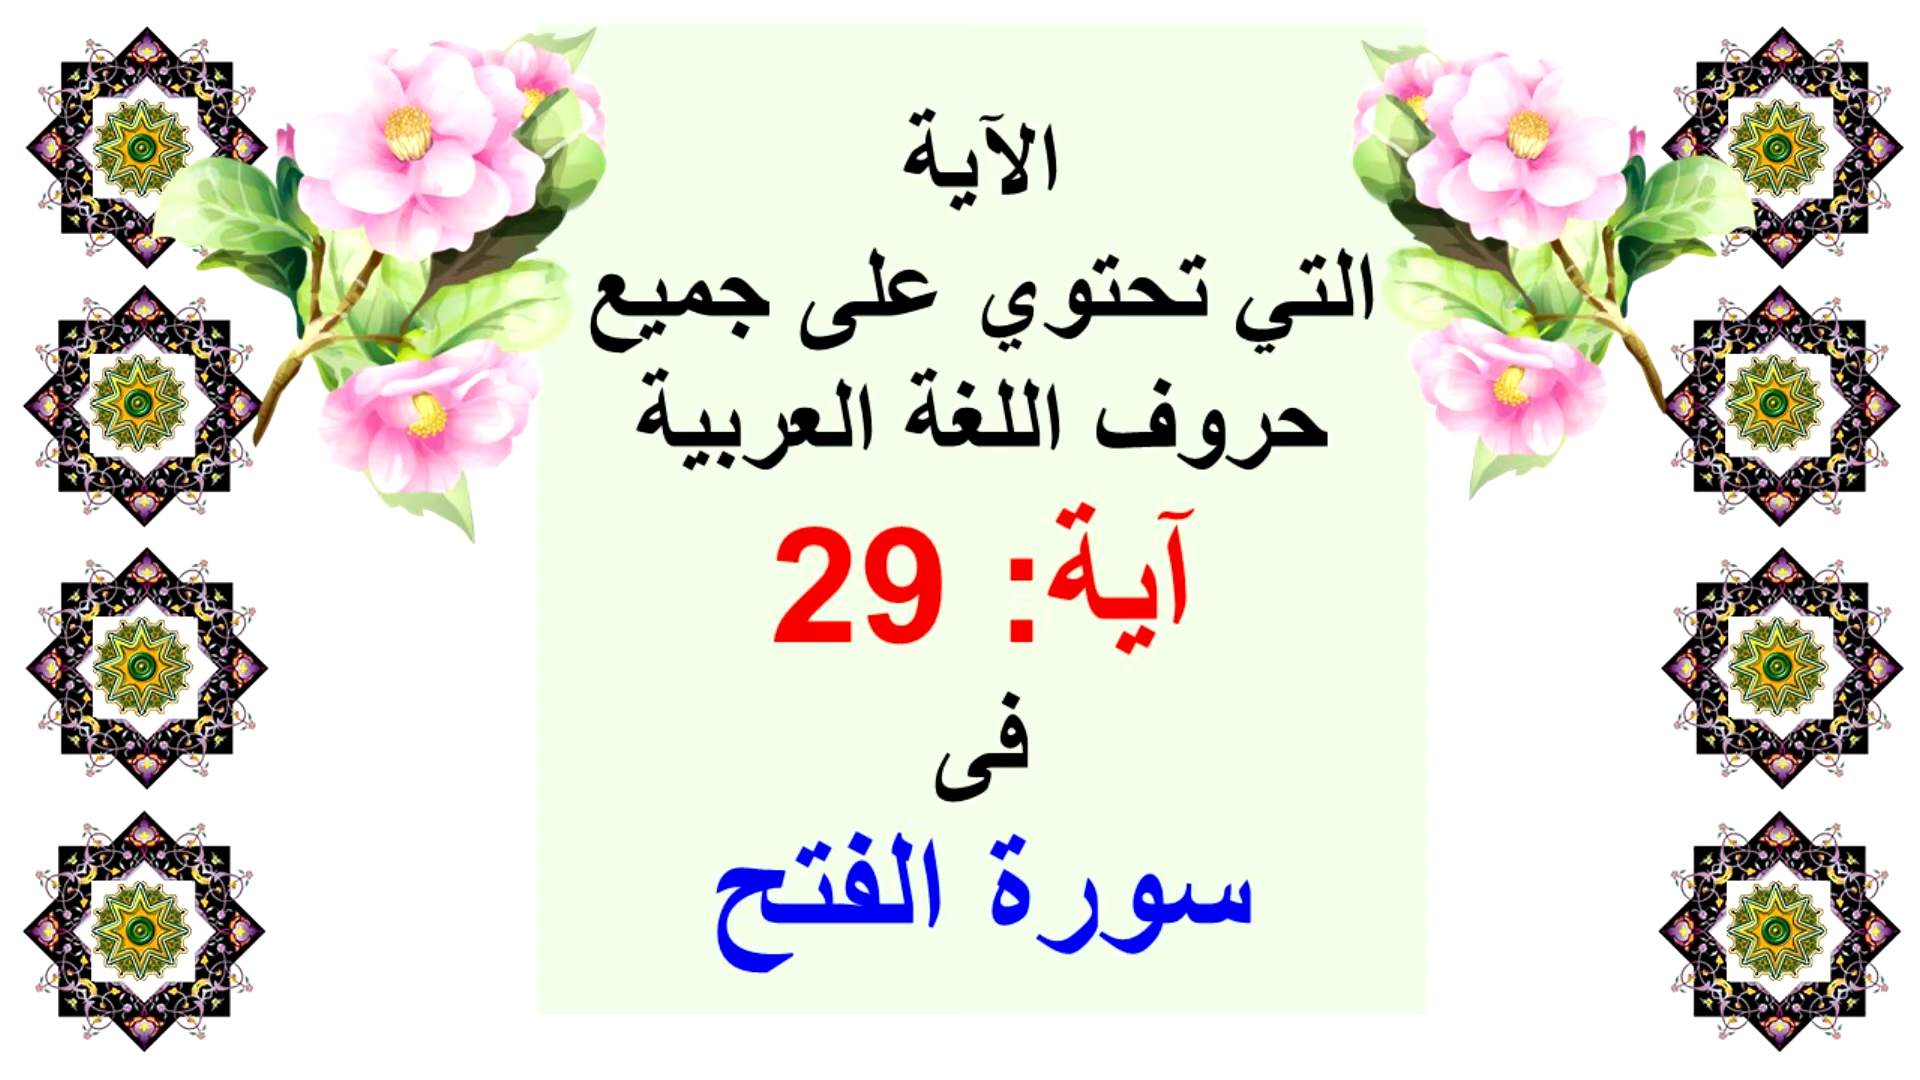 الآية
التي تحتوي على جميع
حروف اللغة العربية
آية: 29
فى
سورة الفتح